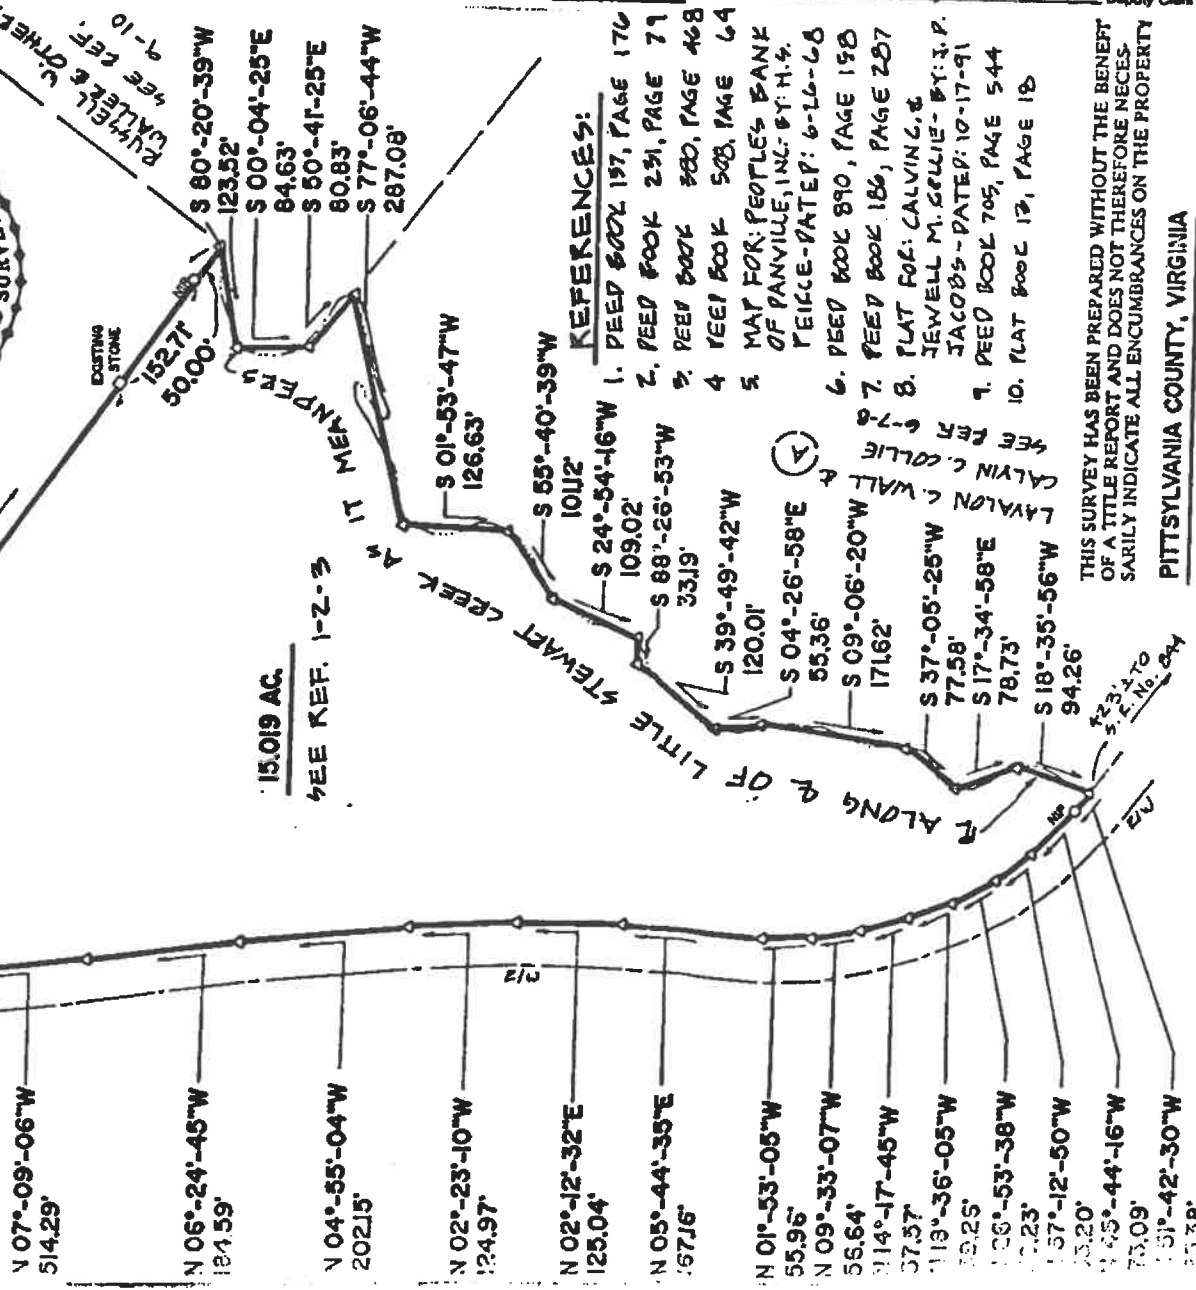 RUSSELL V. OTHER
WALLER &
SEE REF.
9-10
S 80°-20'-39"W
123.52'
S 00°-04'-25"E
84.63'
S 50°-41'-25"E
80.83'
S 77°-06'-44"W
287.08'
EXISTING
STONE
NIP
152.71'
50.00'
S 01°-53'-47"W
126.63'
S 55°-40'-39"W
101.12'
S 24°-54'-16"W
109.02'
S 88°-26'-53"W
33.19'
S 39°-49'-42"W
120.01'
S 04°-26'-58"E
55.36'
S 09°-06'-20"W
171.62'
S 37°-05'-25"W
77.58'
S 17°-34'-58"E
78.73'
S 18°-35'-56"W
94.26'
15.019 AC.
SEE REF. 1-2-3
℄ ALONG ℄ OF LITTLE STEWART CREEK AS IT MEANDERS
REFERENCES:
1. DEED BOOK 157, PAGE 176
2. DEED BOOK 231, PAGE 79
3. DEED BOOK 380, PAGE 468
4 DEED BOOK 508, PAGE 64
5. MAP FOR: PEOPLES BANK
OF DANVILLE, INC. BY: H.S.
PEIRCE-DATED: 6-26-68
6. DEED BOOK 890, PAGE 158
7. DEED BOOK 186, PAGE 287
8. PLAT FOR: CALVIN C. &
JEWELL M. COLLIE - BY: J.P.
JACOBS - DATED: 10-17-91
9. DEED BOOK 705, PAGE 544
10. PLAT BOOK 13, PAGE 18
A
LAVALON C. WALL &
CALVIN C. COLLIE
SEE REF 6-7-8
THIS SURVEY HAS BEEN PREPARED WITHOUT THE BENEFIT
OF A TITLE REPORT AND DOES NOT THEREFORE NECES-
SARILY INDICATE ALL ENCUMBRANCES ON THE PROPERTY
PITTSYLVANIA COUNTY, VIRGINIA
Deputy Clerk
S.R. No. 844
NIP
R/W
R/W
N 07°-09'-06"W
514.29'
N 06°-24'-45"W
184.59'
N 04°-55'-04"W
202.15'
N 02°-23'-10"W
124.97'
N 02°-12'-32"E
125.04'
N 05°-44'-35"E
167.16'
N 01°-53'-05"W
55.96'
N 09°-33'-07"W
56.64'
N 14°-17'-45"W
57.57'
-36'-05"W
-53'-38"W
-12'-50"W
-44'-16"W
73.09'
-42'-30"W